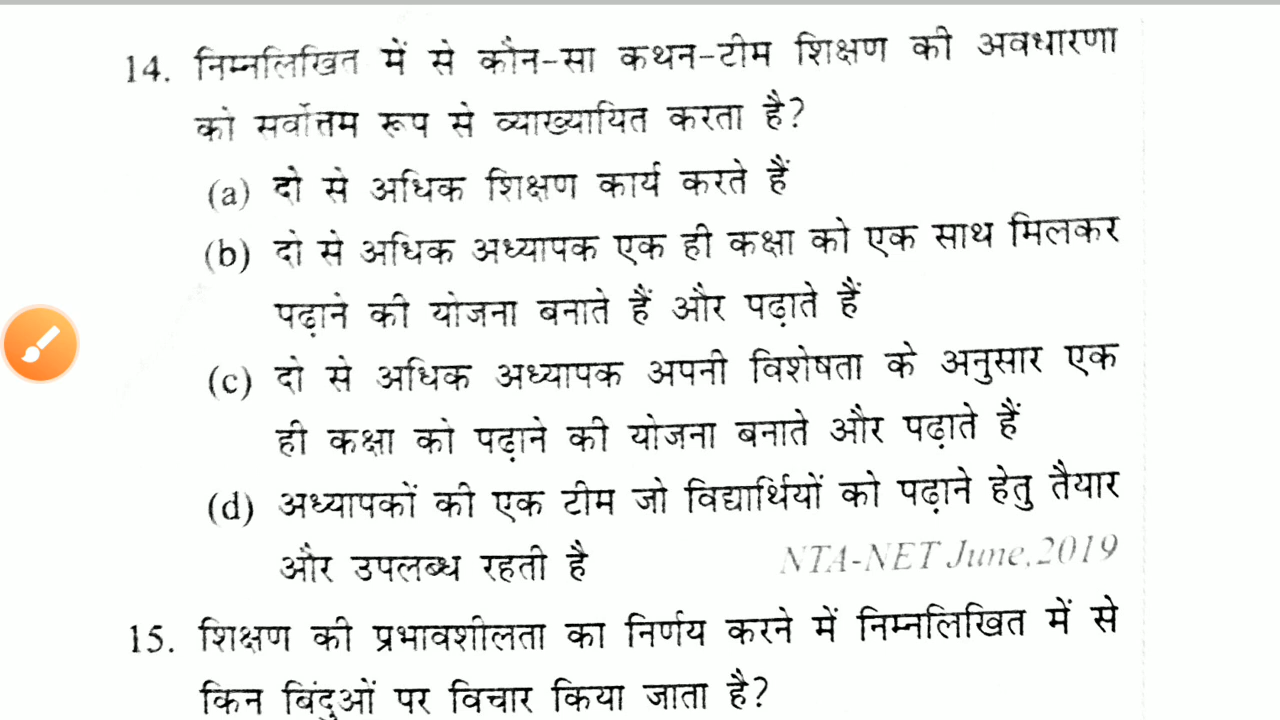 14. निम्नलिखित में से कौन-सा कथन-टीम शिक्षण की अवधारणा
को सर्वोत्तम रूप से व्याख्यायित करता है?
(a) दो से अधिक शिक्षण कार्य करते हैं
(b) दो से अधिक अध्यापक एक ही कक्षा को एक साथ मिलकर
पढ़ाने की योजना बनाते हैं और पढ़ाते हैं
(c) दो से अधिक अध्यापक अपनी विशेषता के अनुसार एक
ही कक्षा को पढ़ाने की योजना बनाते और पढ़ाते हैं
(d) अध्यापकों की एक टीम जो विद्यार्थियों को पढ़ाने हेतु तैयार
और उपलब्ध रहती है NTA-NET June,2019
15. शिक्षण की प्रभावशीलता का निर्णय करने में निम्नलिखित में से
किन बिंदुओं पर विचार किया जाता है?